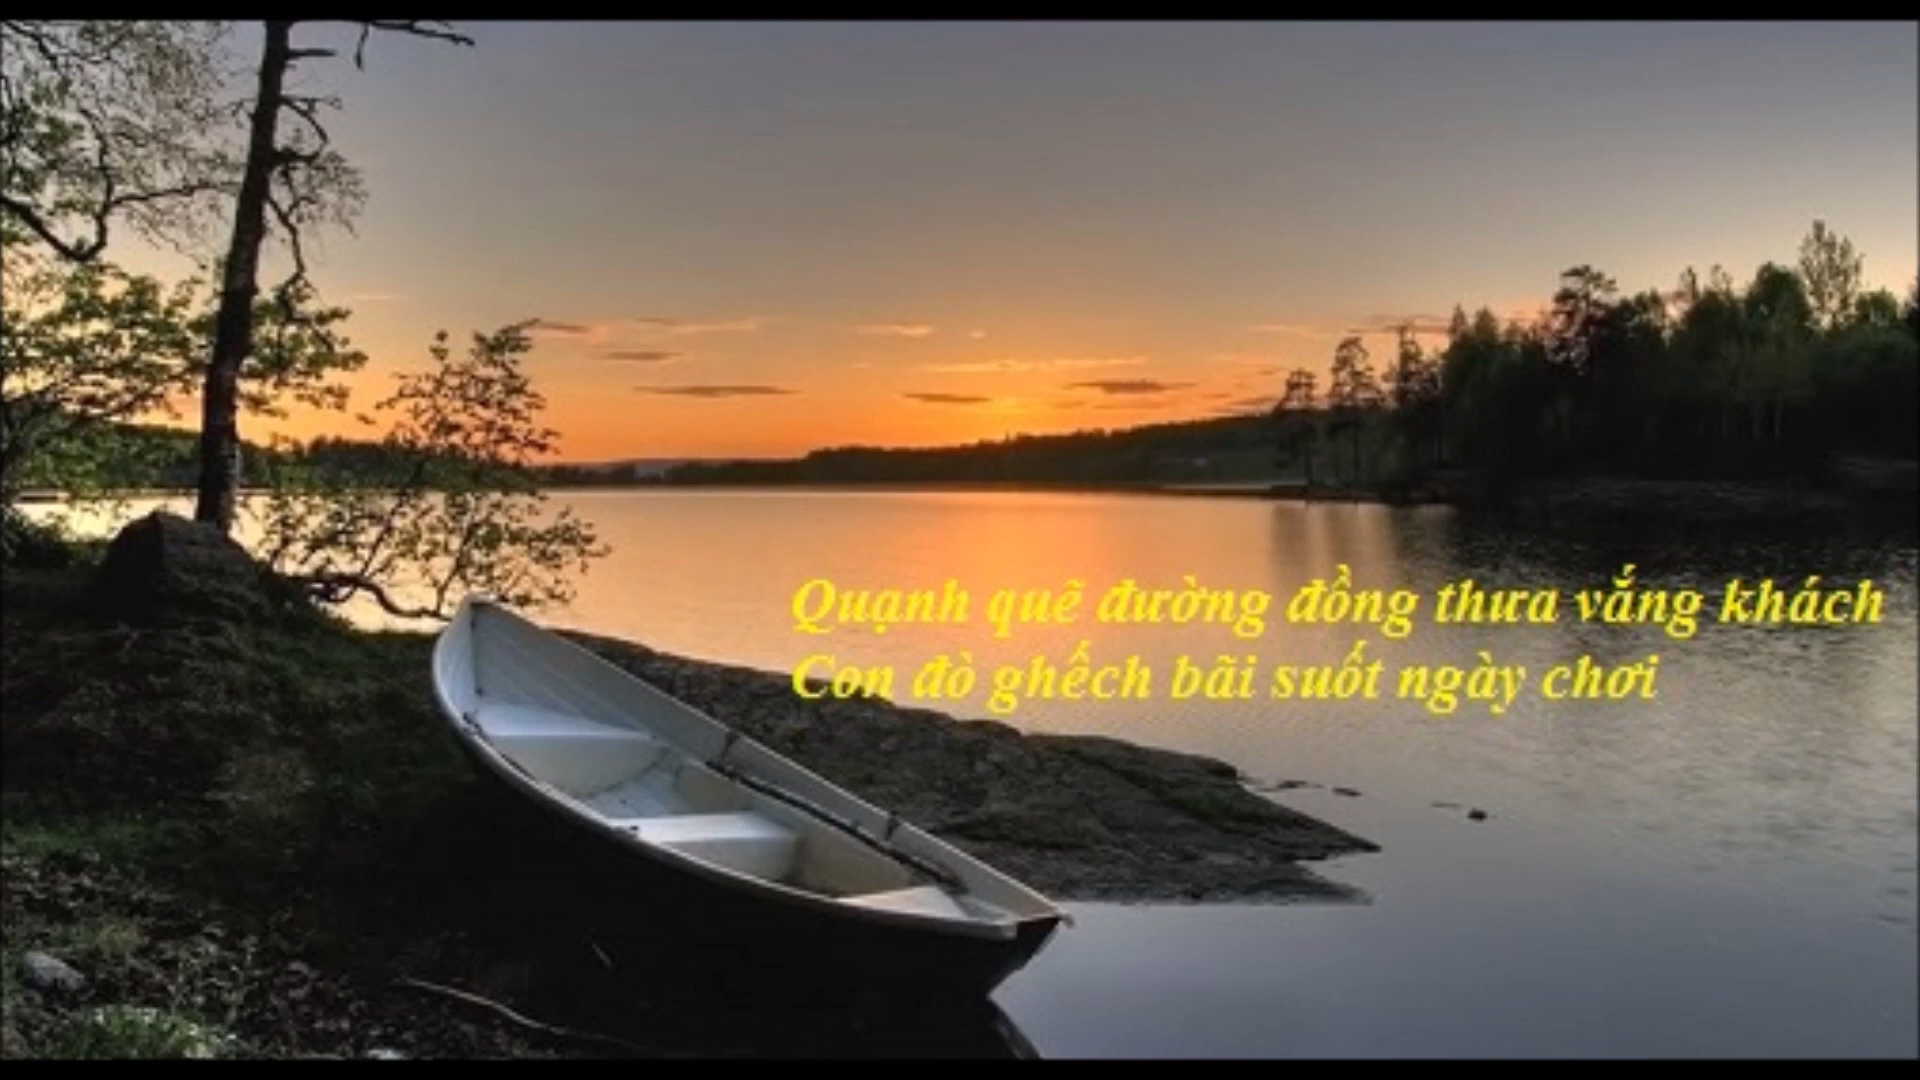 Quạnh quẽ đường đồng thưa vắng khách
Con đò ghếch bãi suốt ngày chơi